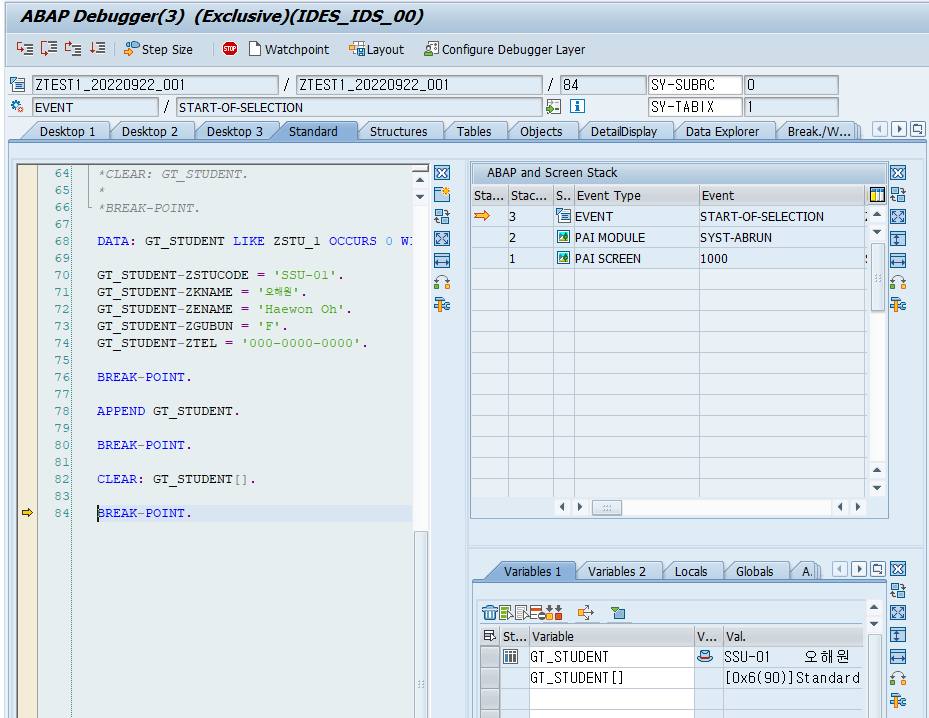 ABAP Debugger(3) (Exclusive)(IDES_IDS_00)
Step Size STOP Watchpoint Layout Configure Debugger Layer
ZTEST1_20220922_001 / ZTEST1_20220922_001 / 84 SY-SUBRC 0
EVENT / START-OF-SELECTION SY-TABIX 1
Desktop 1 Desktop 2 Desktop 3 Standard Structures Tables Objects DetailDisplay Data Explorer Break./W...
64 *CLEAR: GT_STUDENT.
65 *
66 *BREAK-POINT.
67
68 DATA: GT_STUDENT LIKE ZSTU_1 OCCURS 0 WI
69
70 GT_STUDENT-ZSTUCODE = 'SSU-01'.
71 GT_STUDENT-ZKNAME = '오해원'.
72 GT_STUDENT-ZENAME = 'Haewon Oh'.
73 GT_STUDENT-ZGUBUN = 'F'.
74 GT_STUDENT-ZTEL = '000-0000-0000'.
75
76 BREAK-POINT.
77
78 APPEND GT_STUDENT.
79
80 BREAK-POINT.
81
82 CLEAR: GT_STUDENT[].
83
84 BREAK-POINT.
ABAP and Screen Stack
Sta... Stac... S.. Event Type Event
3 EVENT START-OF-SELECTION
2 PAI MODULE SYST-ABRUN
1 PAI SCREEN 1000
Variables 1 Variables 2 Locals Globals A.
St... Variable V... Val.
GT_STUDENT SSU-01 오해원
GT_STUDENT[] [0x6(90)]Standard